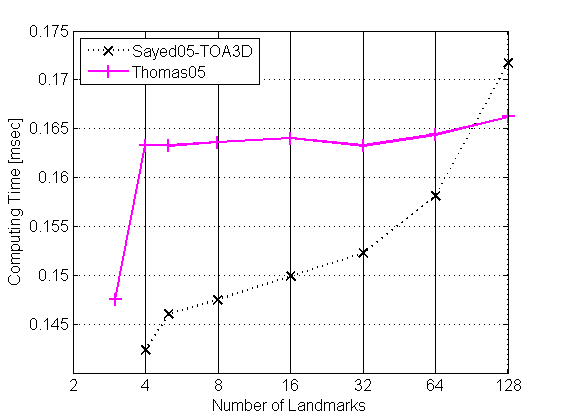 0.175
0.17
0.165
0.16
0.155
0.15
0.145
Computing Time [msec]
Sayed05-TOA3D
Thomas05
2 4 8 16 32 64 128
Number of Landmarks